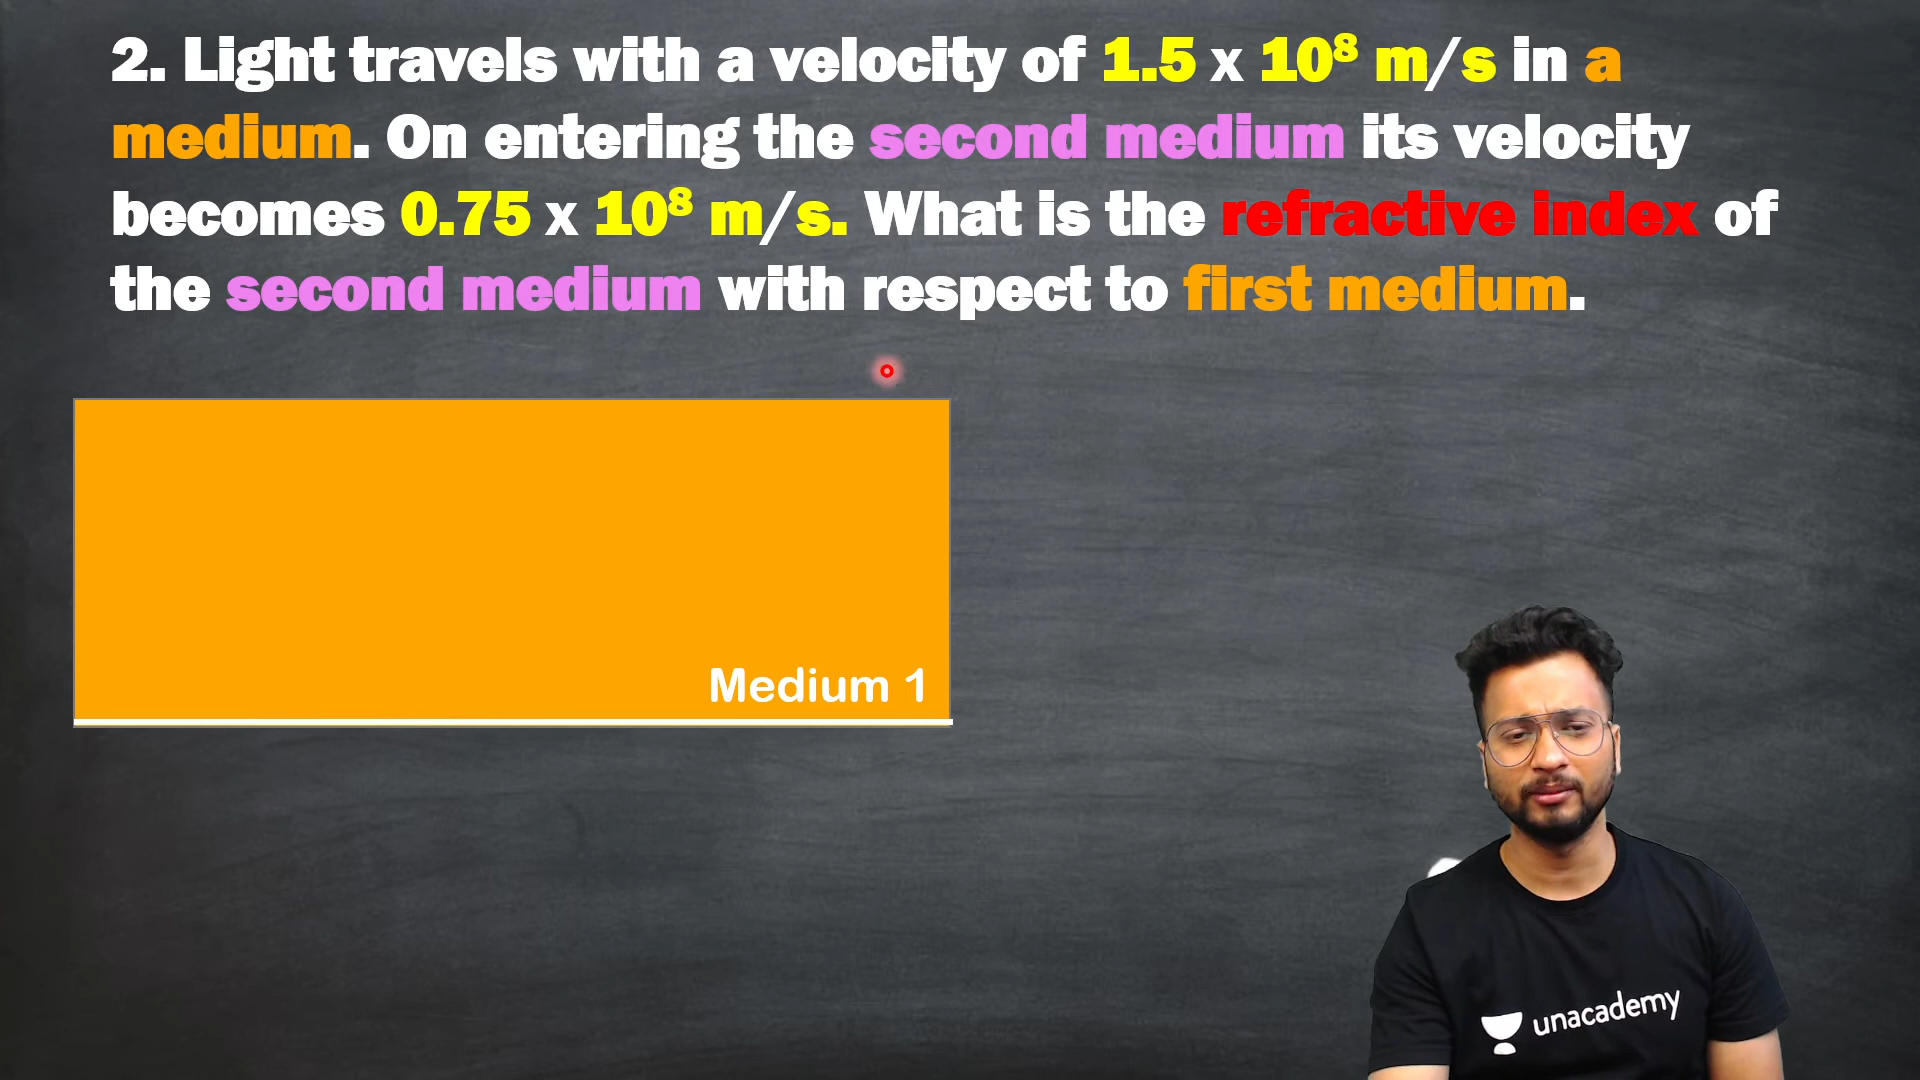 2. Light travels with a velocity of 1.5 x 10⁸ m/s in a
medium. On entering the second medium its velocity
becomes 0.75 x 10⁸ m/s. What is the refractive index of
the second medium with respect to first medium.
Medium 1
unacademy